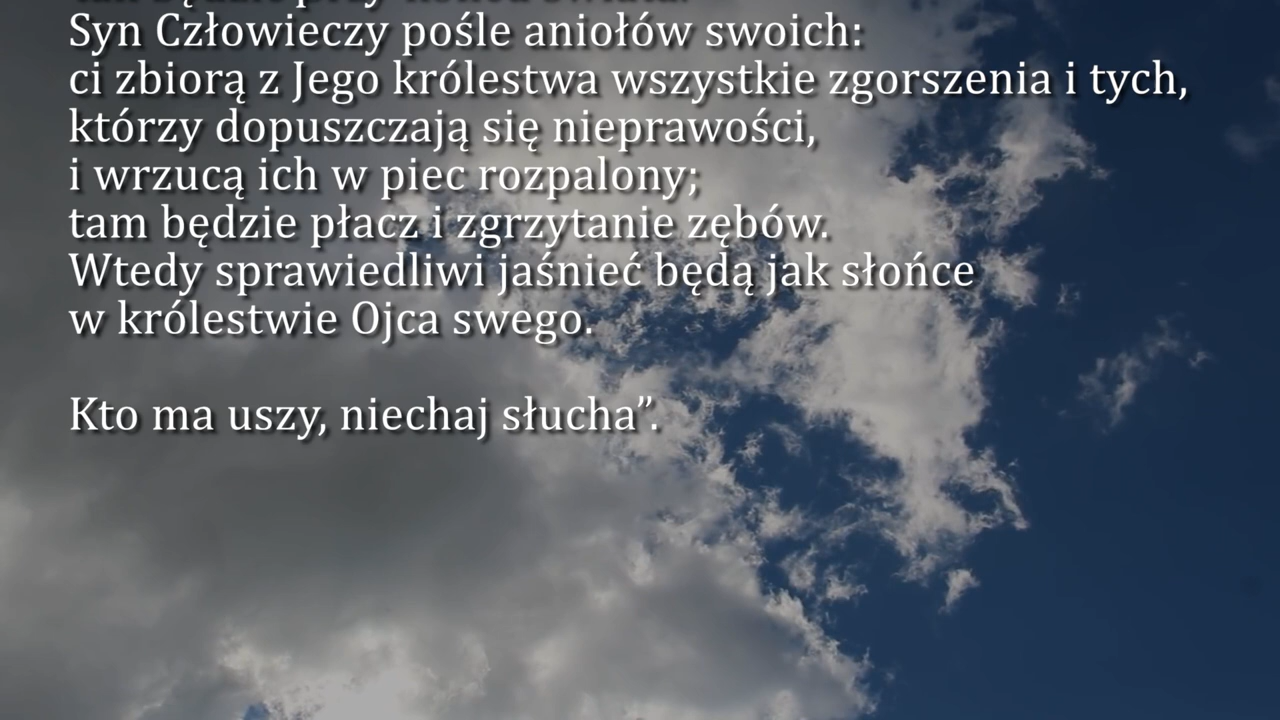 Syn Człowieczy pośle aniołów swoich:
ci zbiorą z Jego królestwa wszystkie zgorszenia i tych,
którzy dopuszczają się nieprawości,
i wrzucą ich w piec rozpalony;
tam będzie płacz i zgrzytanie zębów.
Wtedy sprawiedliwi jaśnieć będą jak słońce
w królestwie Ojca swego.
Kto ma uszy, niechaj słucha”.